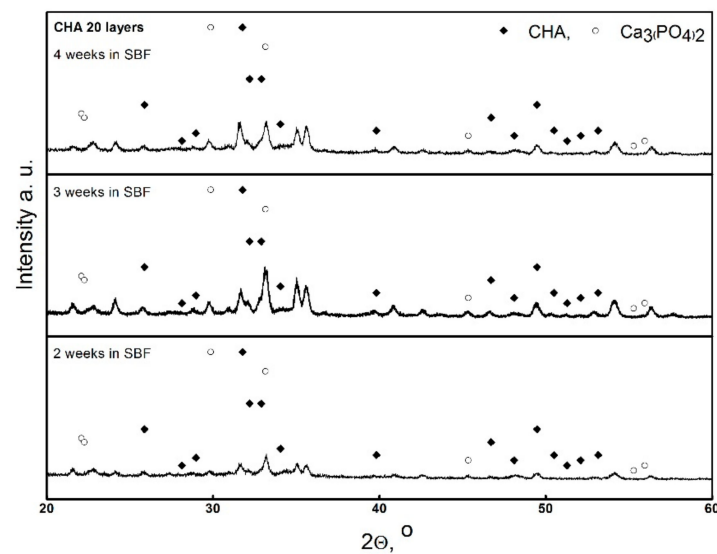 CHA 20 layers
4 weeks in SBF
◆ CHA, ○ Ca3(PO4)2
3 weeks in SBF
2 weeks in SBF
Intensity a. u.
20 30 40 50 60
2Θ, °